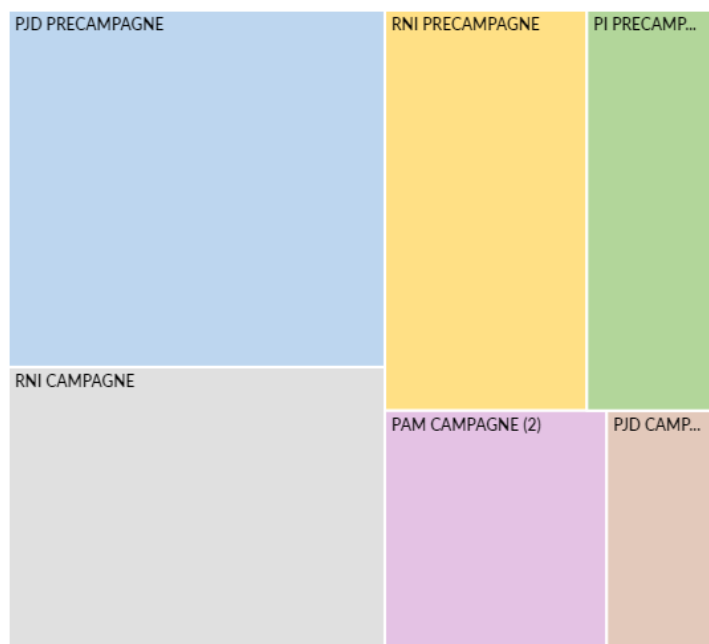 PJD PRECAMPAGNE
RNI PRECAMPAGNE
PI PRECAMP...
RNI CAMPAGNE
PAM CAMPAGNE (2)
PJD CAMP...